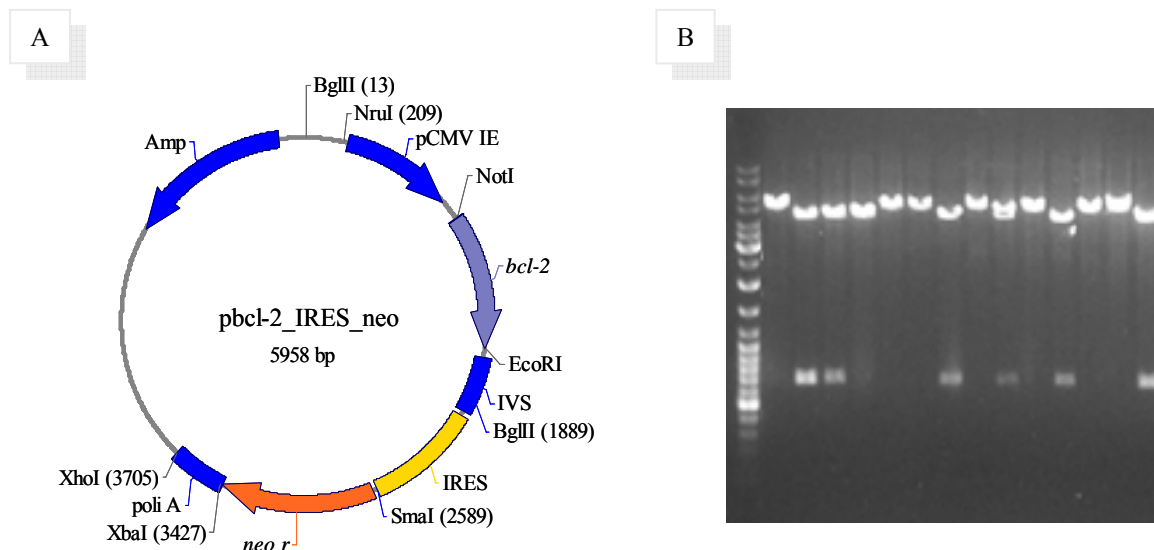 A
B
BglII (13)
NruI (209)
pCMV IE
Amp
NotI
bcl-2
pbcl-2_IRES_neo
5958 bp
EcoRI
IVS
BglII (1889)
IRES
SmaI (2589)
XhoI (3705)
poli A
XbaI (3427)
neo r